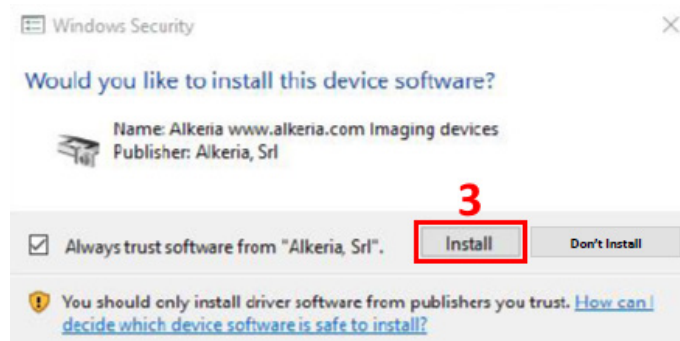 Windows Security
Would you like to install this device software?
Name: Alkeria www.alkeria.com Imaging devices
Publisher: Alkeria, Srl
3
Always trust software from "Alkeria, Srl".
Install
Don't Install
You should only install driver software from publishers you trust. How can I
decide which device software is safe to install?